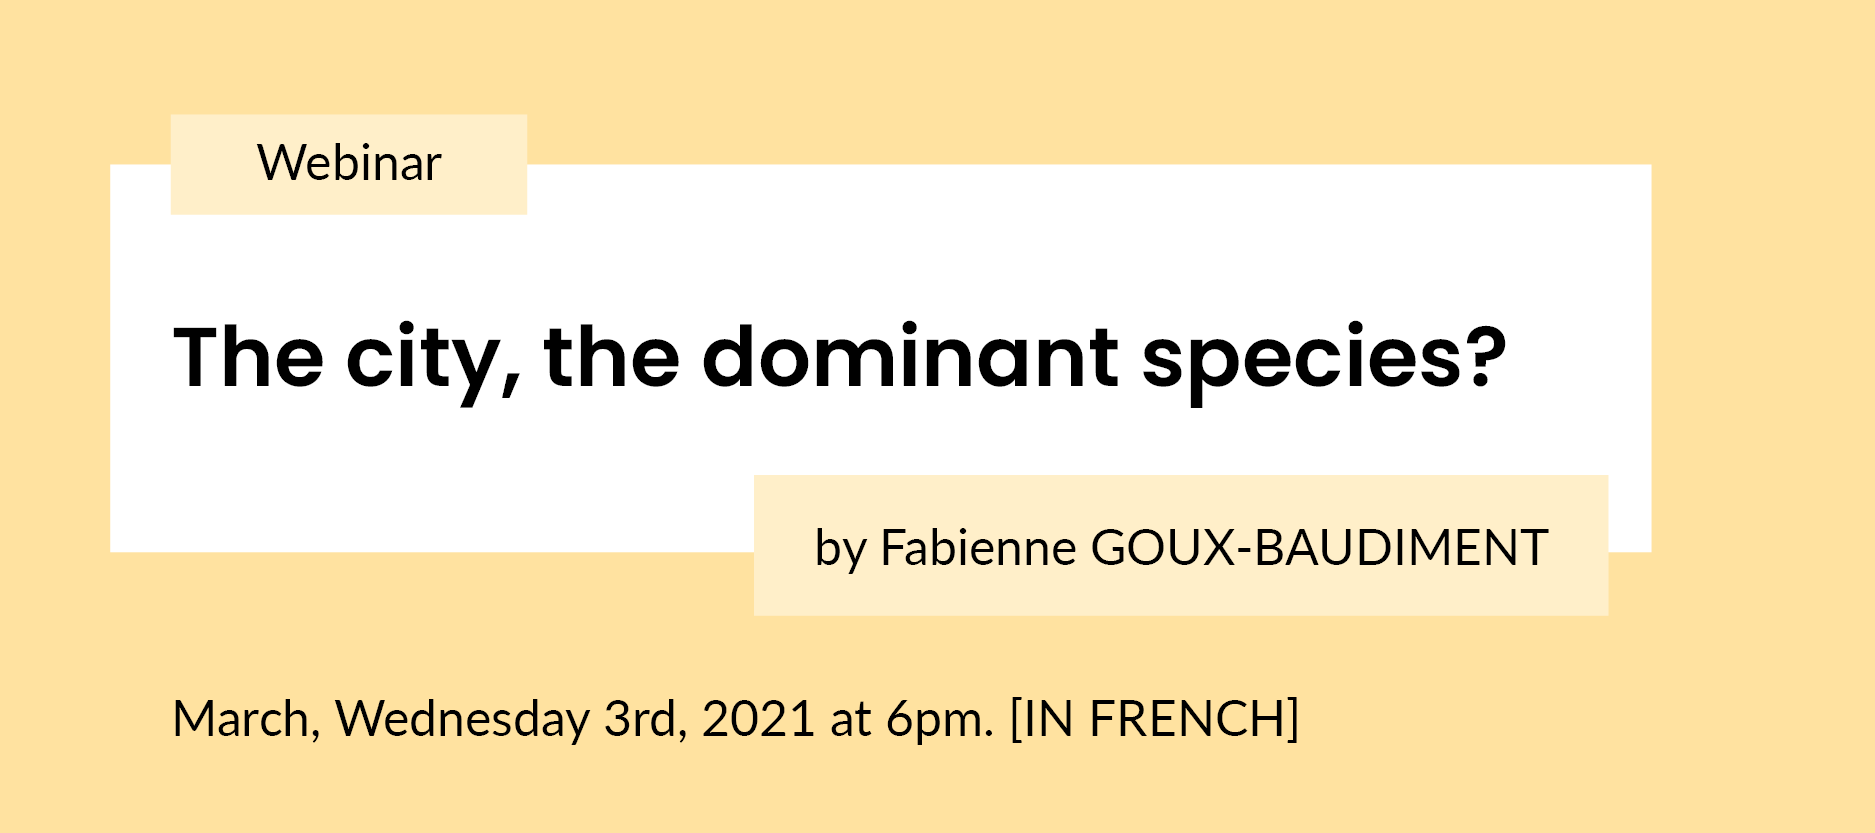 Webinar
The city, the dominant species?
by Fabienne GOUX-BAUDIMENT
March, Wednesday 3rd, 2021 at 6pm. [IN FRENCH]